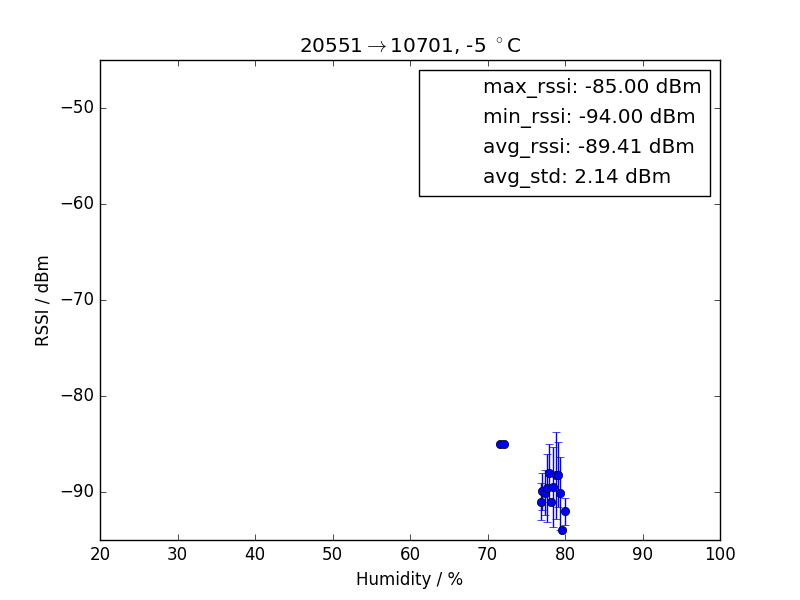 20551→10701, -5 °C
max_rssi: -85.00 dBm
min_rssi: -94.00 dBm
avg_rssi: -89.41 dBm
avg_std: 2.14 dBm
RSSI / dBm
−50
−60
−70
−80
−90
20 30 40 50 60 70 80 90 100
Humidity / %